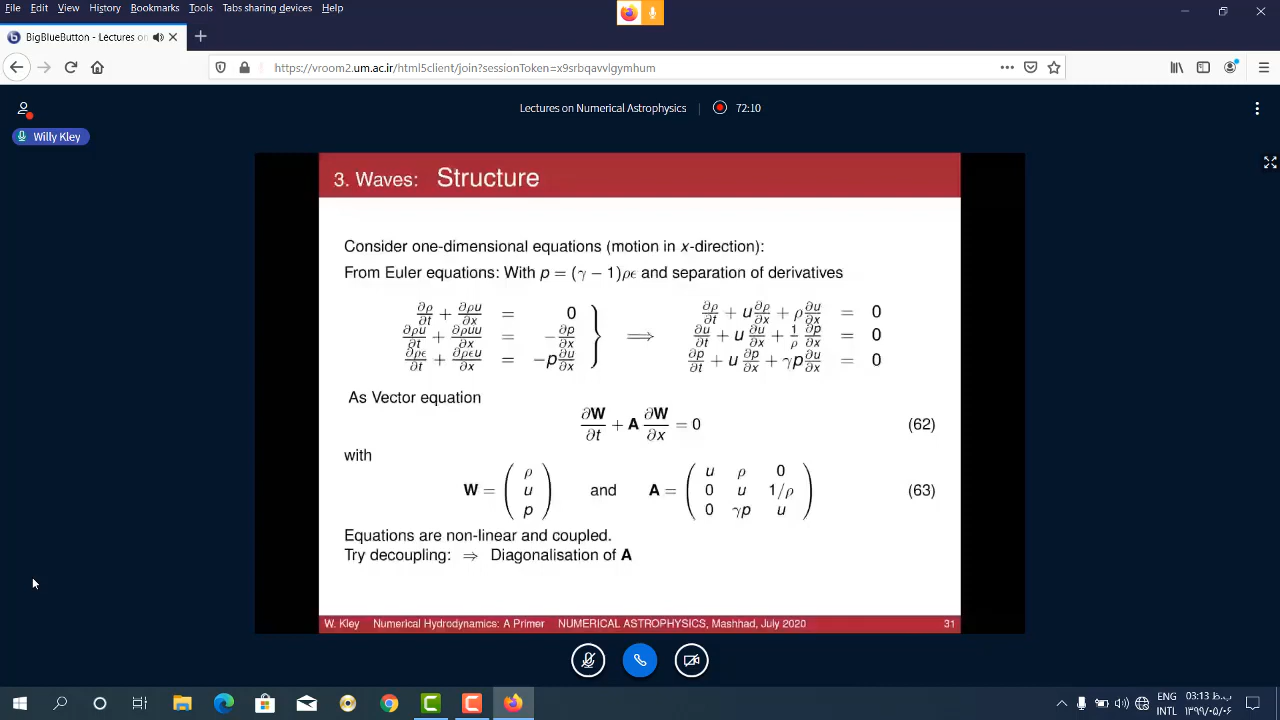 File Edit View History Bookmarks Tools Tabs sharing devices Help
BigBlueButton - Lectures on
https://vroom2.um.ac.ir/html5client/join?sessionToken=x9srbqavvlgymhum
Lectures on Numerical Astrophysics 72:10
Willy Kley
3. Waves: Structure
Consider one-dimensional equations (motion in x-direction):
From Euler equations: With p = (γ − 1)ρϵ and separation of derivatives
∂ρ/∂t + ∂ρu/∂x = 0
∂ρu/∂t + ∂ρuu/∂x = −∂p/∂x
∂ρϵ/∂t + ∂ρϵu/∂x = −p ∂u/∂x
⟹
∂ρ/∂t + u ∂ρ/∂x + ρ ∂u/∂x = 0
∂u/∂t + u ∂u/∂x + 1/ρ ∂p/∂x = 0
∂p/∂t + u ∂p/∂x + γp ∂u/∂x = 0
As Vector equation
∂W/∂t + A ∂W/∂x = 0 (62)
with
W = ( ρ u p ) and A = ( u ρ 0 0 u 1/ρ 0 γp u ) (63)
Equations are non-linear and coupled.
Try decoupling: ⇒ Diagonalisation of A
W. Kley Numerical Hydrodynamics: A Primer NUMERICAL ASTROPHYSICS, Mashhad, July 2020 31
ENG 03:13 ب.ظ
INTL ۱۳۹۹/۰۵/۰۶